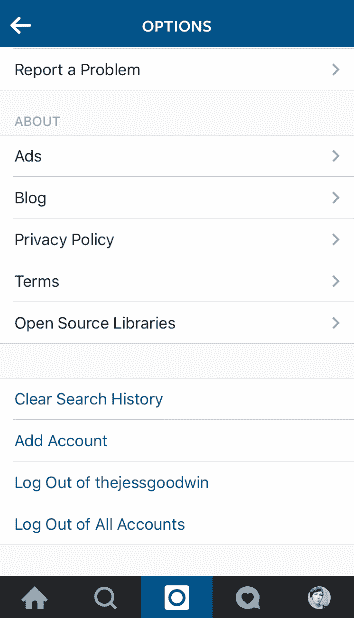 OPTIONS
Report a Problem
ABOUT
Ads
Blog
Privacy Policy
Terms
Open Source Libraries
Clear Search History
Add Account
Log Out of thejessgoodwin
Log Out of All Accounts